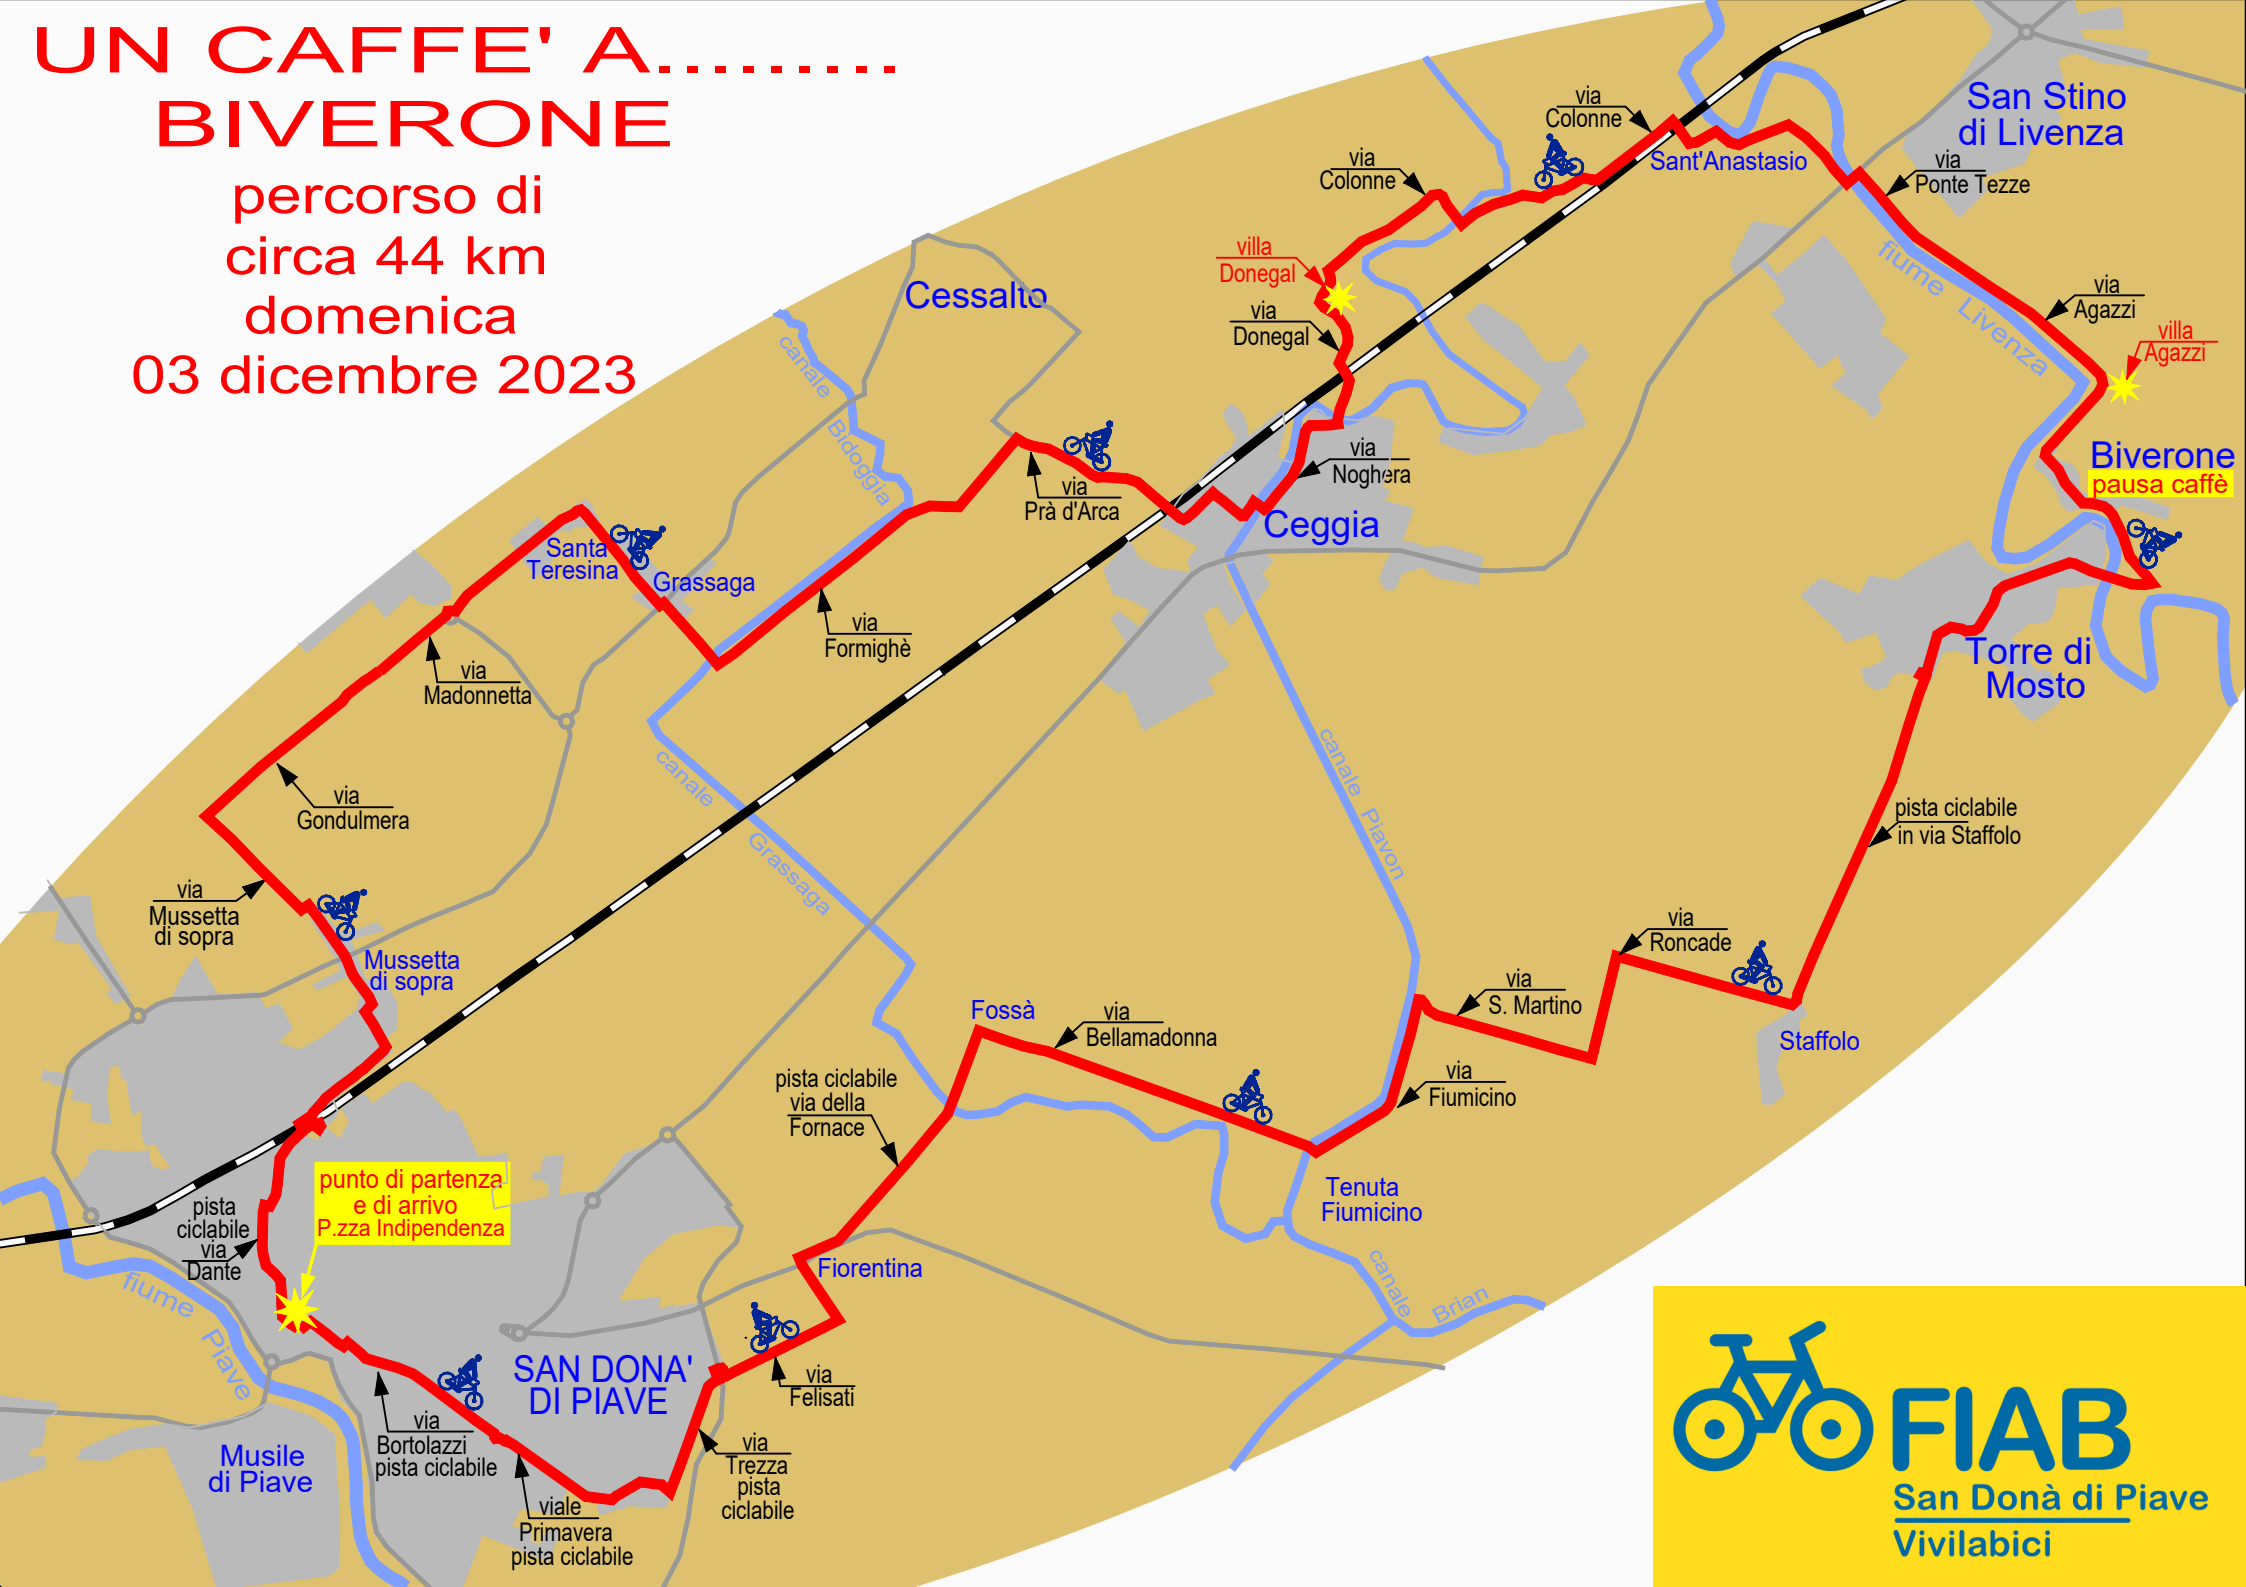 UN CAFFE' A.........
BIVERONE
percorso di
circa 44 km
domenica
03 dicembre 2023
San Stino
di Livenza
via
Colonne
Sant'Anastasio
via
Ponte Tezze
via
Colonne
villa
Donegal
via
Donegal
fiume Livenza
via
Agazzi
villa
Agazzi
Cessalto
canale
Bidoggia
Biverone
pausa caffè
via
Noghera
via
Prà d'Arca
Ceggia
Santa
Teresina
Grassaga
via
Formighè
via
Madonnetta
Torre di
Mosto
canale
Grassaga
canale Piavon
via
Gondulmera
pista ciclabile
in via Staffolo
via
Mussetta
di sopra
Mussetta
di sopra
via
Roncade
via
S. Martino
Staffolo
Fossà
via
Bellamadonna
via
Fiumicino
pista ciclabile
via della
Fornace
Tenuta
Fiumicino
punto di partenza
e di arrivo
P.zza Indipendenza
pista
ciclabile
via
Dante
Fiorentina
canale
Brian
fiume Piave
SAN DONA'
DI PIAVE
via
Felisati
via
Bortolazzi
pista ciclabile
via
Trezza
pista
ciclabile
viale
Primavera
pista ciclabile
Musile
di Piave
FIAB
San Donà di Piave
Vivilabici